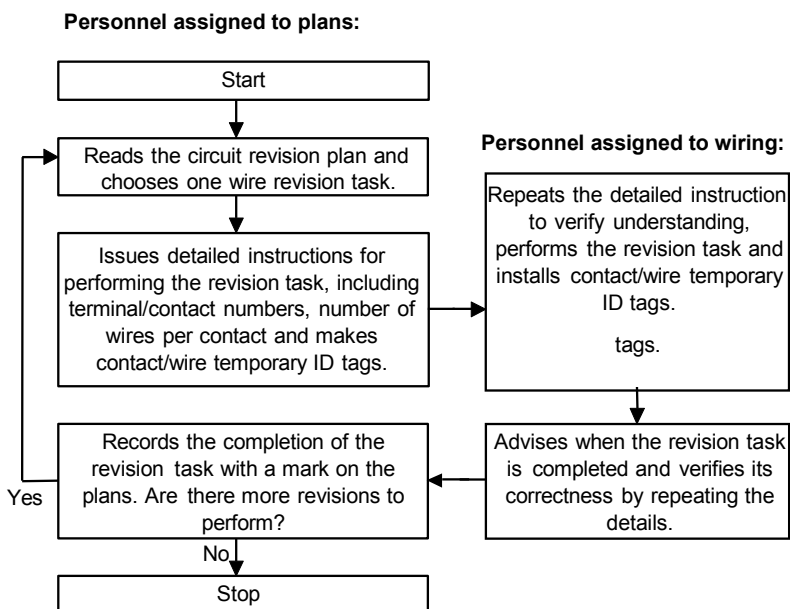 Personnel assigned to plans:
Start
Reads the circuit revision plan and
chooses one wire revision task.
Issues detailed instructions for
performing the revision task, including
terminal/contact numbers, number of
wires per contact and makes
contact/wire temporary ID tags.
Personnel assigned to wiring:
Repeats the detailed instruction
to verify understanding,
performs the revision task and
installs contact/wire temporary
ID tags.
tags.
Advises when the revision task
is completed and verifies its
correctness by repeating the
details.
Records the completion of the
revision task with a mark on the
plans. Are there more revisions to
perform?
Yes
No
Stop